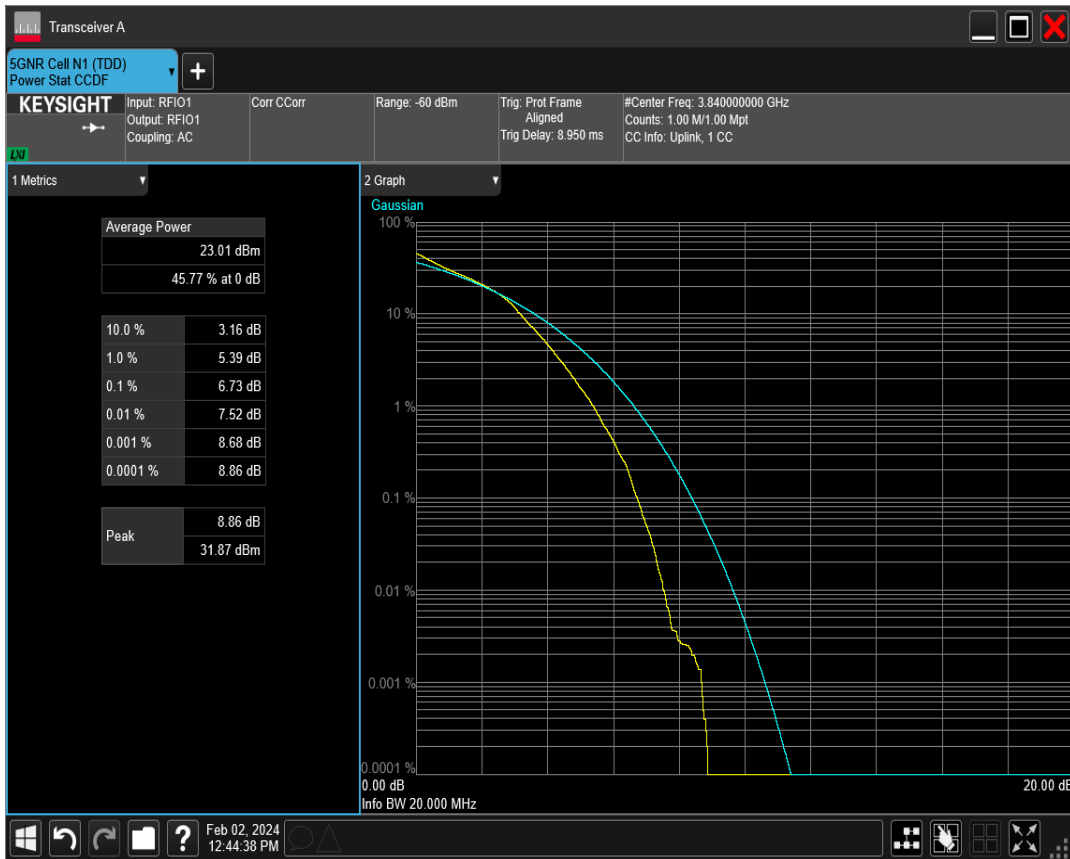 Transceiver A
5GNR Cell N1 (TDD)
Power Stat CCDF
KEYSIGHT
LXI
Input: RFIO1
Output: RFIO1
Coupling: AC
Corr CCorr
Range: -60 dBm
Trig: Prot Frame
Aligned
Trig Delay: 8.950 ms
#Center Freq: 3.840000000 GHz
Counts: 1.00 M/1.00 Mpt
CC Info: Uplink, 1 CC
1 Metrics
Average Power
23.01 dBm
45.77 % at 0 dB
10.0 % 3.16 dB
1.0 % 5.39 dB
0.1 % 6.73 dB
0.01 % 7.52 dB
0.001 % 8.68 dB
0.0001 % 8.86 dB
Peak 8.86 dB
31.87 dBm
2 Graph
Gaussian
100 %
10 %
1 %
0.1 %
0.01 %
0.001 %
0.0001 %
0.00 dB 20.00 dB
Info BW 20.000 MHz
? Feb 02, 2024
12:44:38 PM